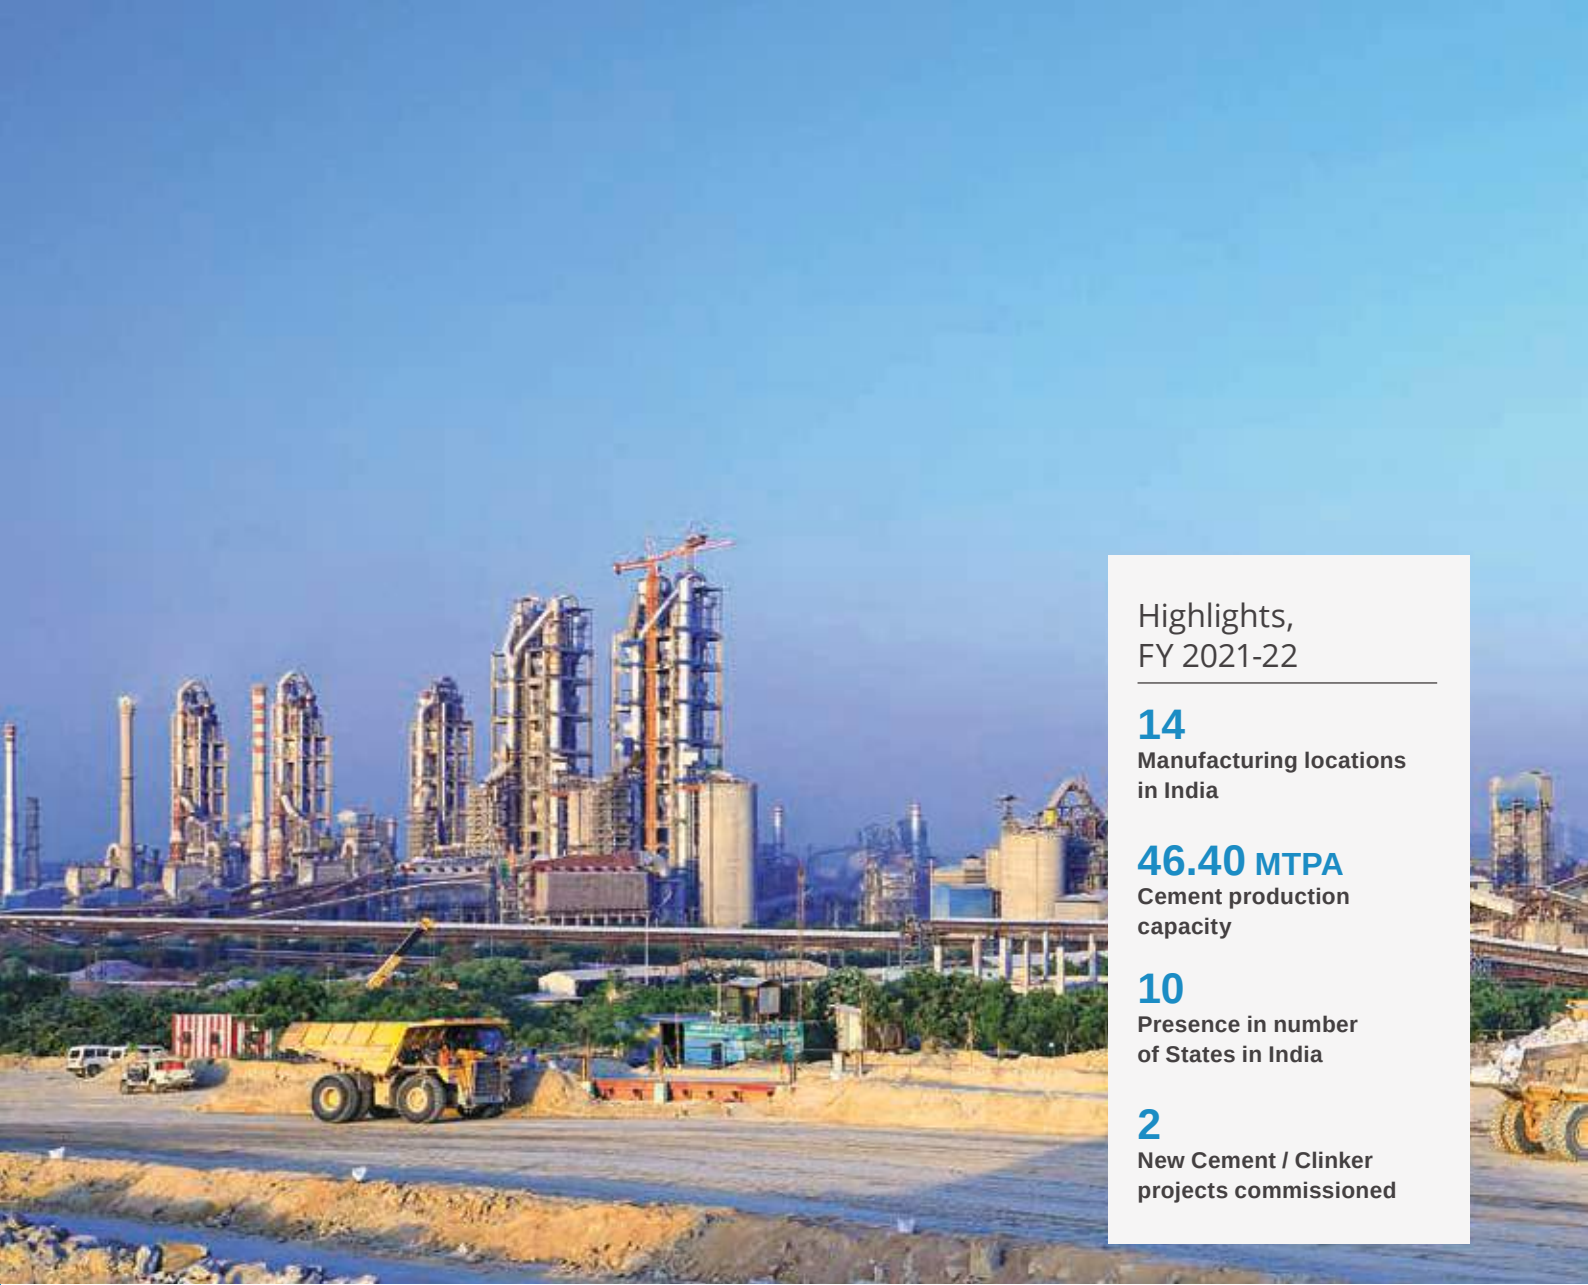 Highlights,
FY 2021-22
14
Manufacturing locations
in India
46.40 MTPA
Cement production
capacity
10
Presence in number
of States in India
2
New Cement / Clinker
projects commissioned